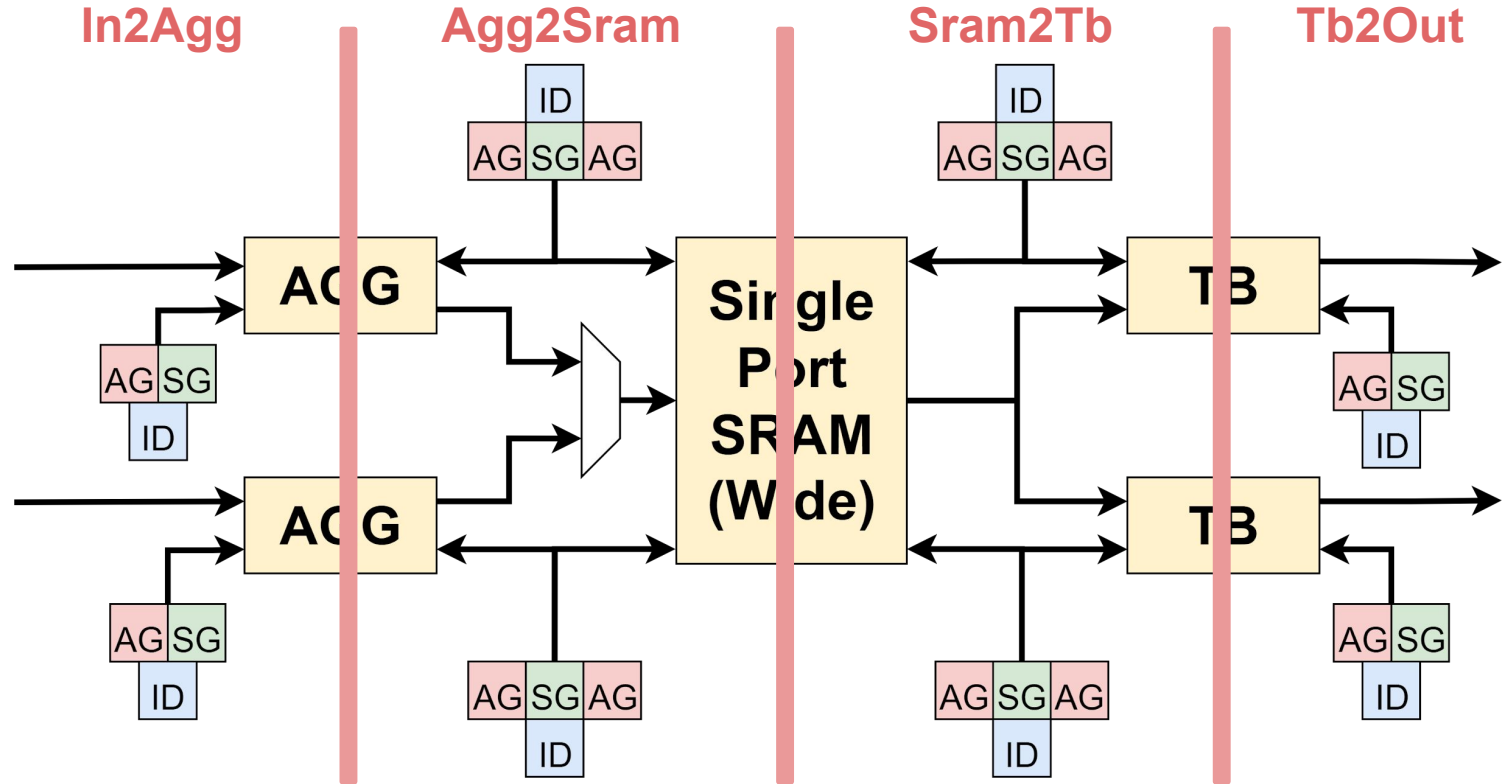 In2Agg
Agg2Sram
Sram2Tb
Tb2Out
ID
AG SG AG
ID
AG SG AG
AGG
TB
Single
Port
SRAM
(Wide)
AG SG
ID
AG SG
ID
AGG
TB
AG SG
ID
AG SG
ID
AG SG AG
ID
AG SG AG
ID